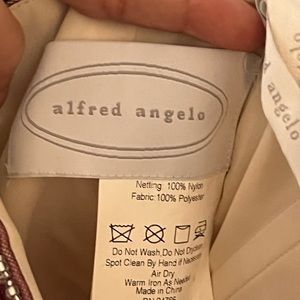 alfred angelo
Netting 100% Nylon
Fabric 100% Polyester
Do Not Wash, Do Not Dryclean
Spot Clean By Hand If Necessary
Air Dry
Warm Iron As Needed
Made in China